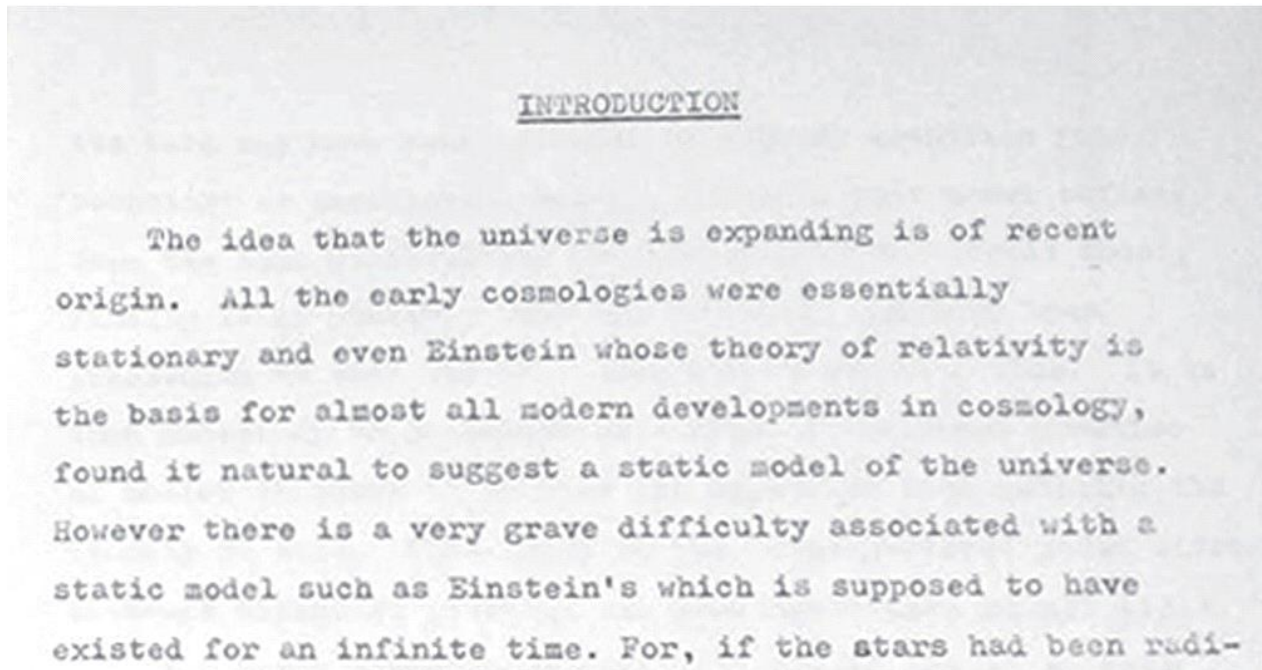 INTRODUCTION
The idea that the universe is expanding is of recent
origin. All the early cosmologies were essentially
stationary and even Einstein whose theory of relativity is
the basis for almost all modern developments in cosmology,
found it natural to suggest a static model of the universe.
However there is a very grave difficulty associated with a
static model such as Einstein's which is supposed to have
existed for an infinite time. For, if the stars had been radi-